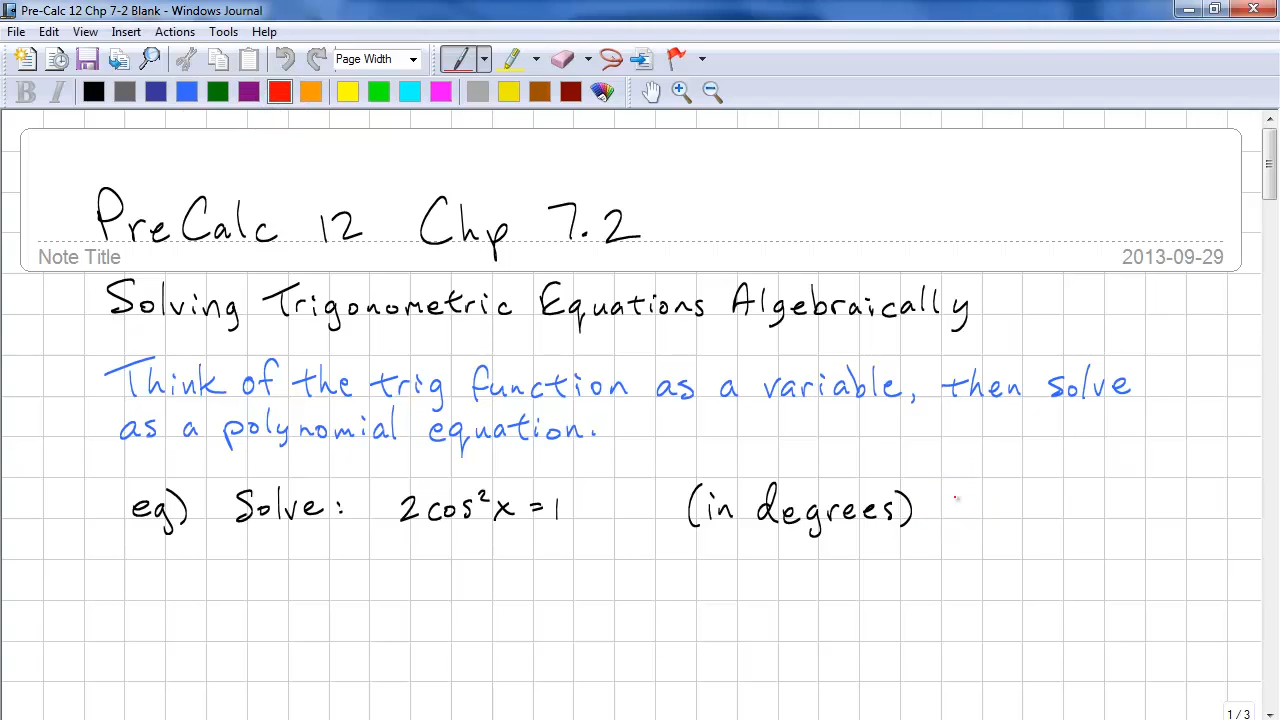 Pre-Calc 12 Chp 7-2 Blank - Windows Journal
File Edit View Insert Actions Tools Help
Page Width
B I
PreCalc 12 Chp 7.2
Note Title 2013-09-29
Solving Trigonometric Equations Algebraically
Think of the trig function as a variable, then solve
as a polynomial equation.
eg) Solve: 2cos²x = 1 (in degrees)
1 / 3